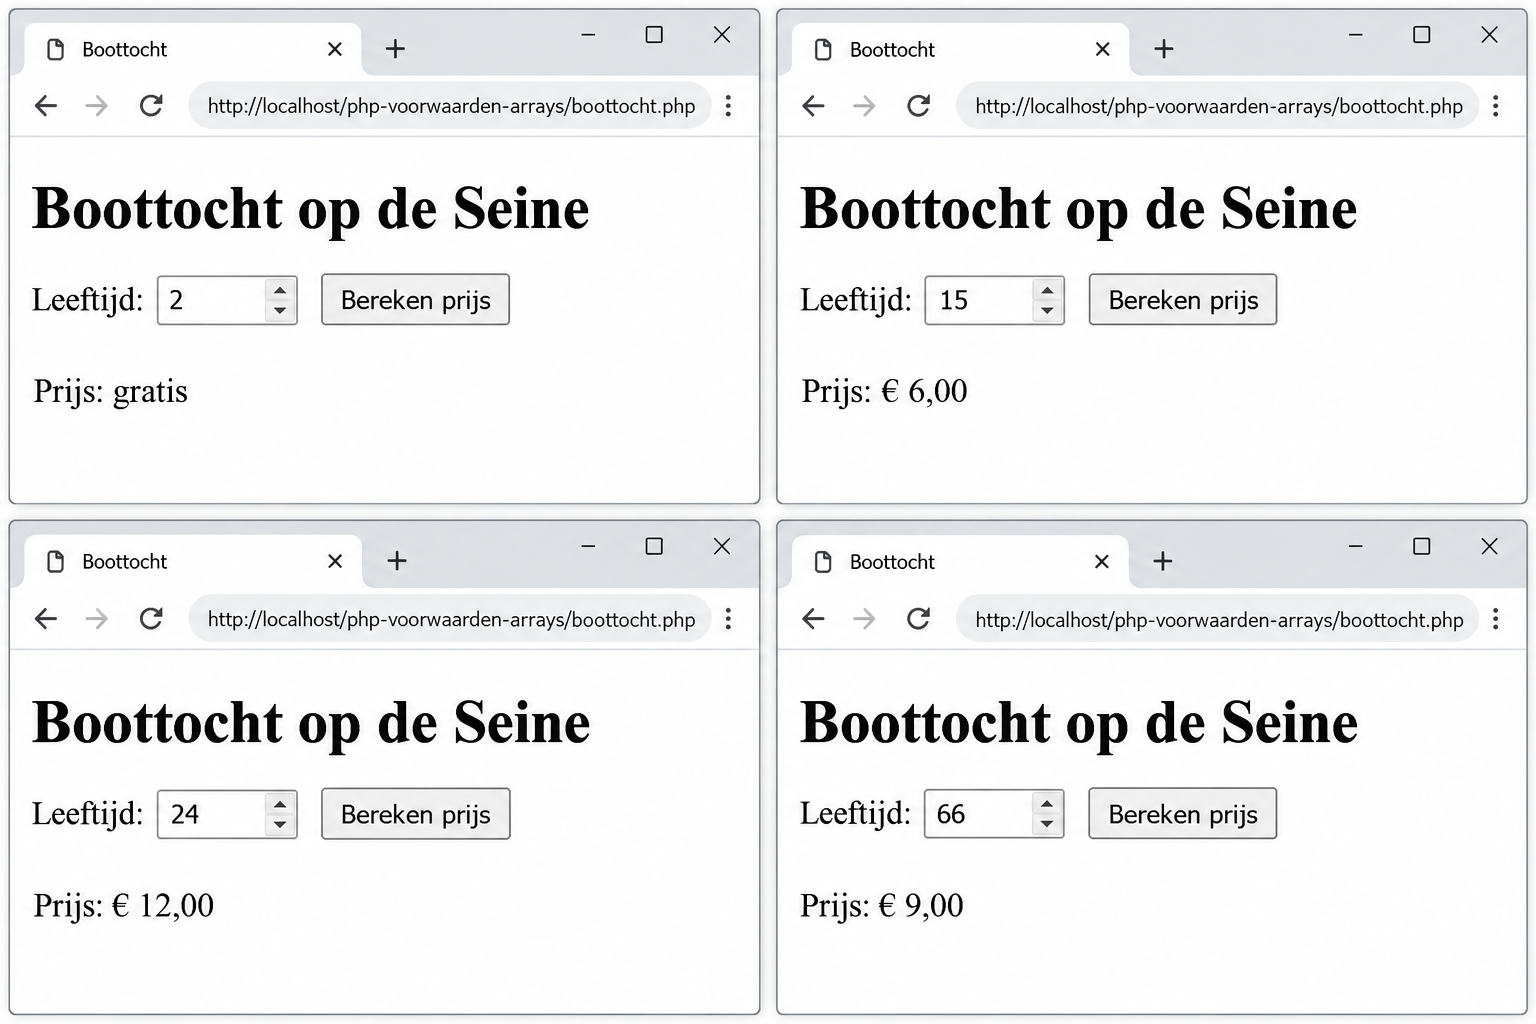 Boottocht
http://localhost/php-voorwaarden-arrays/boottocht.php
Boottocht op de Seine
Leeftijd: 2 Bereken prijs
Prijs: gratis
Boottocht
http://localhost/php-voorwaarden-arrays/boottocht.php
Boottocht op de Seine
Leeftijd: 15 Bereken prijs
Prijs: € 6,00
Boottocht
http://localhost/php-voorwaarden-arrays/boottocht.php
Boottocht op de Seine
Leeftijd: 24 Bereken prijs
Prijs: € 12,00
Boottocht
http://localhost/php-voorwaarden-arrays/boottocht.php
Boottocht op de Seine
Leeftijd: 66 Bereken prijs
Prijs: € 9,00